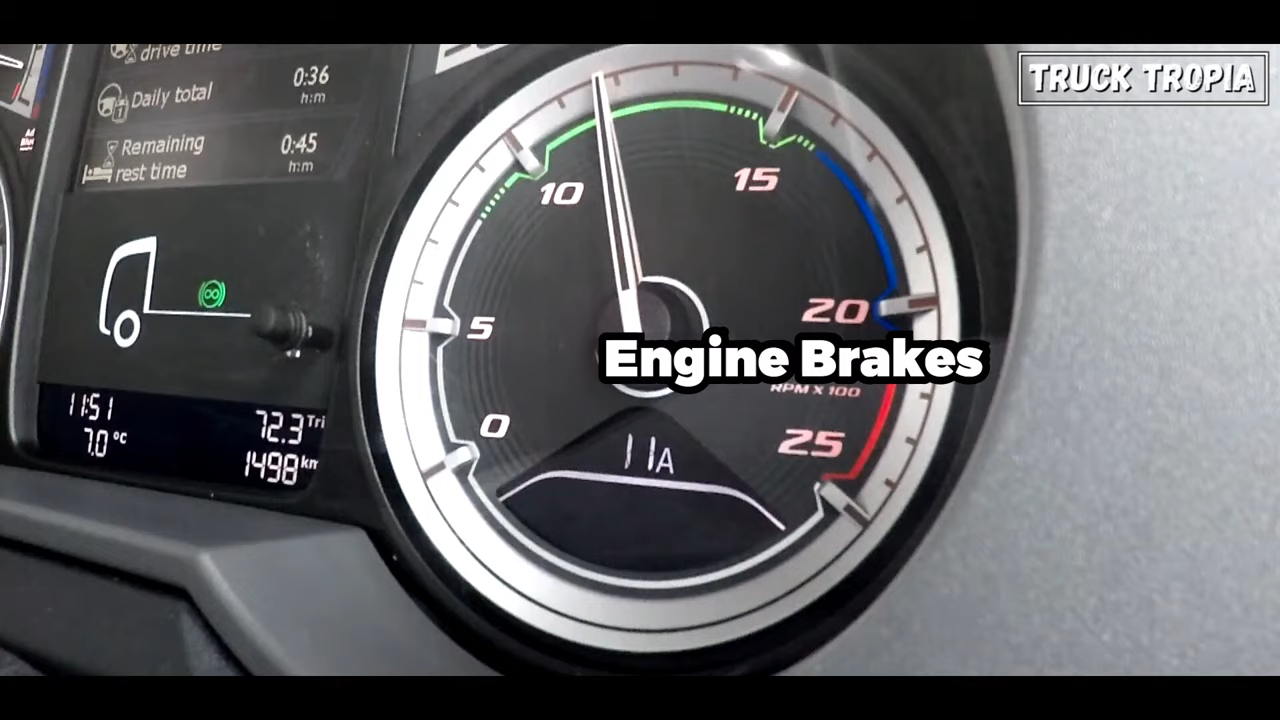 drive time
0:36
Daily total
h:m
Remaining
0:45
rest time
h:m
11:51
72.3 Tri
7.0 °C
1498 km
0
5
10
15
20
25
RPM X 100
11A
Engine Brakes
TRUCK TROPIA